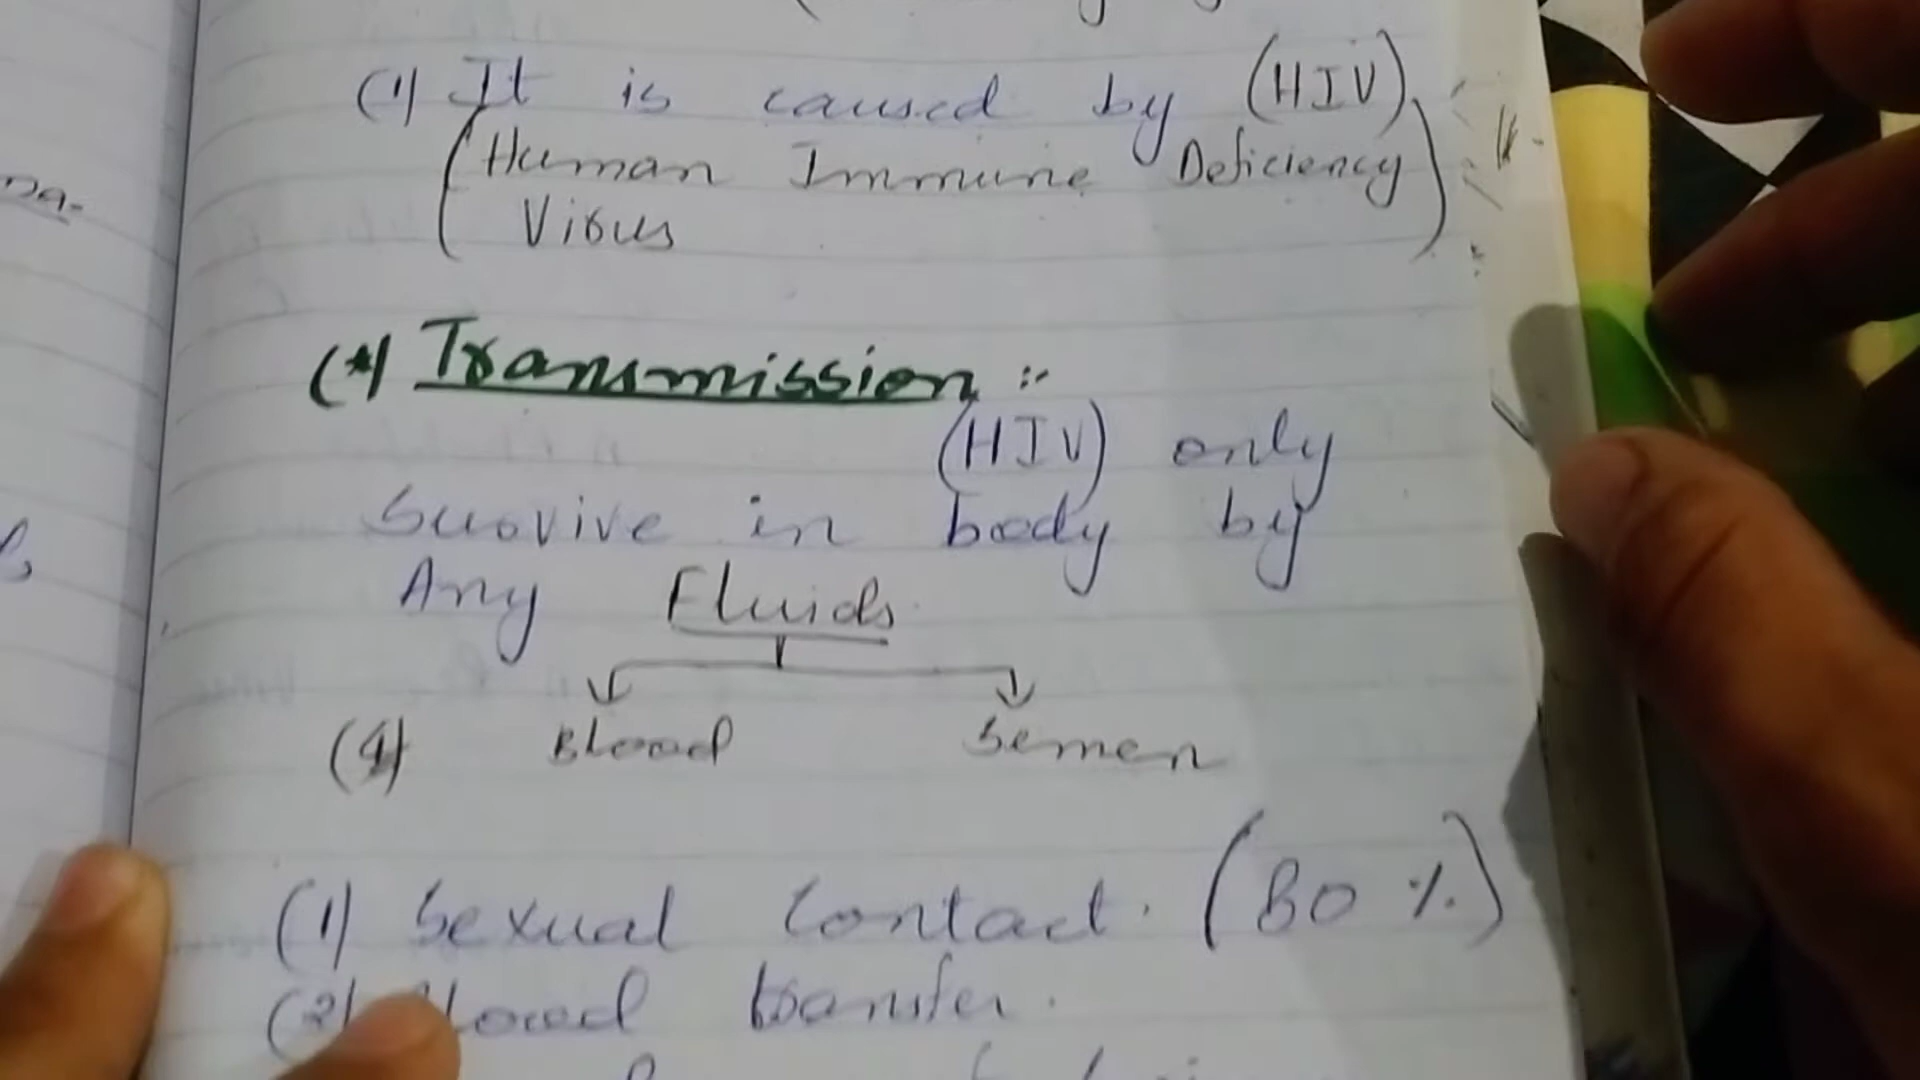 (1) It is caused by (HIV)
(Human Immune Deficiency
Virus)
(*) Transmission :-
(HIV) only
survive in body by
Any Fluids.
Blood Semen
(1) Sexual Contact. (80 %)
(2) Blood transfer.